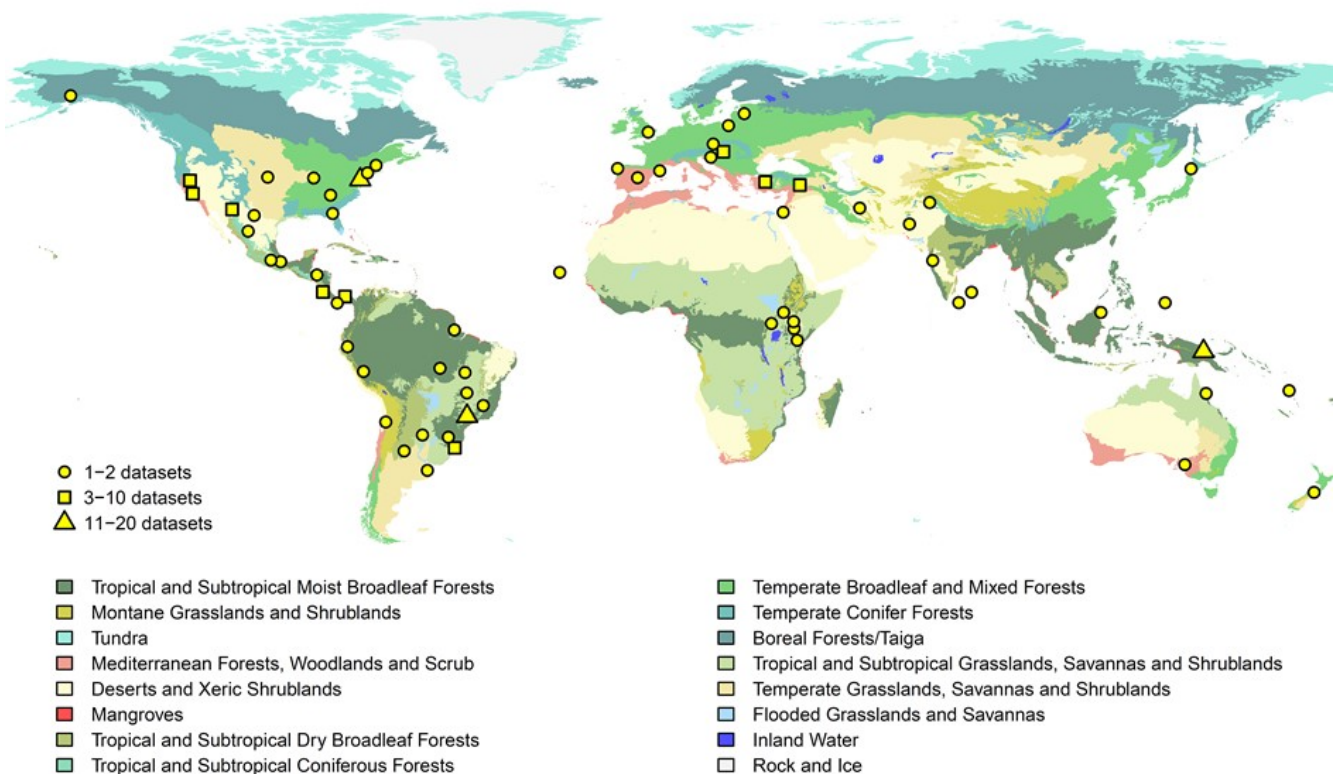 1−2 datasets
3−10 datasets
11−20 datasets
Tropical and Subtropical Moist Broadleaf Forests
Montane Grasslands and Shrublands
Tundra
Mediterranean Forests, Woodlands and Scrub
Deserts and Xeric Shrublands
Mangroves
Tropical and Subtropical Dry Broadleaf Forests
Tropical and Subtropical Coniferous Forests
Temperate Broadleaf and Mixed Forests
Temperate Conifer Forests
Boreal Forests/Taiga
Tropical and Subtropical Grasslands, Savannas and Shrublands
Temperate Grasslands, Savannas and Shrublands
Flooded Grasslands and Savannas
Inland Water
Rock and Ice